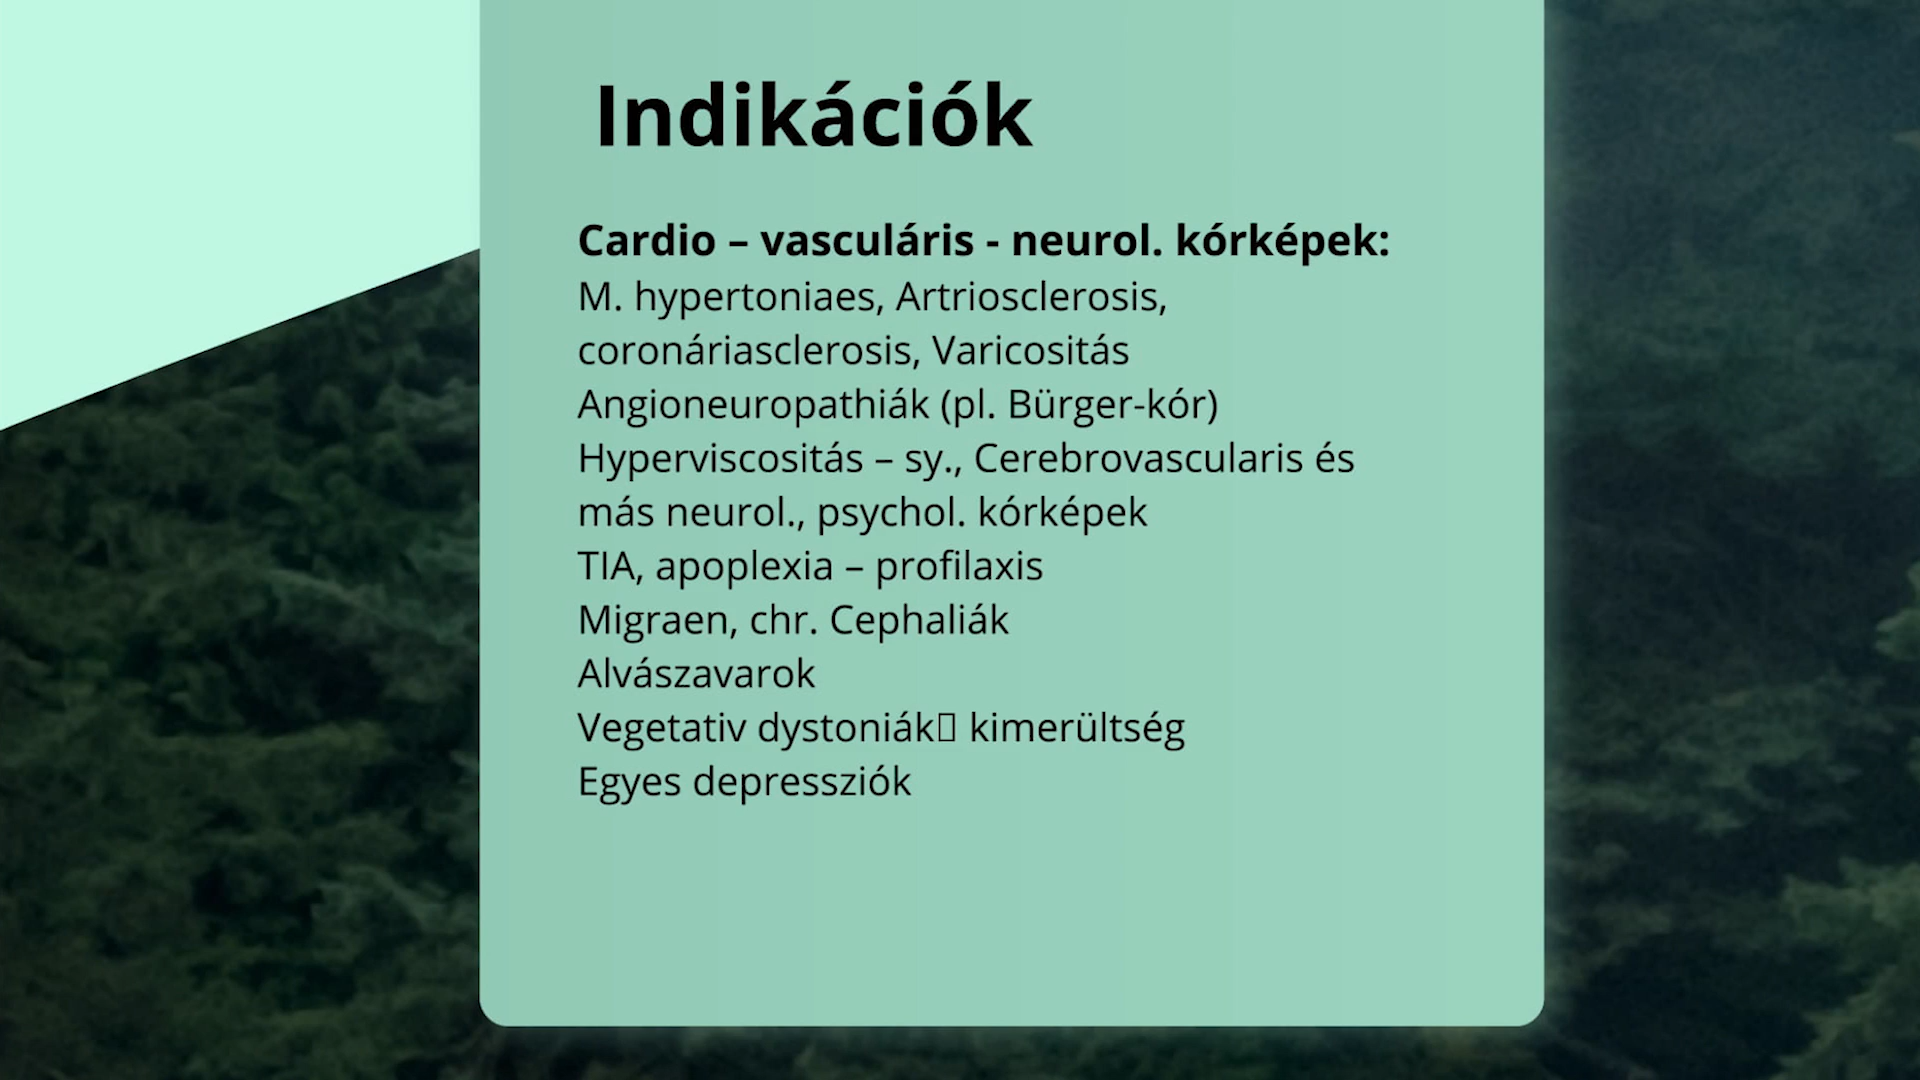 Indikációk
Cardio – vasculáris - neurol. kórképek:
M. hypertoniaes, Artriosclerosis,
coronáriasclerosis, Varicositás
Angioneuropathiák (pl. Bürger-kór)
Hyperviscositás – sy., Cerebrovascularis és
más neurol., psychol. kórképek
TIA, apoplexia – profilaxis
Migraen, chr. Cephaliák
Alvászavarok
Vegetativ dystoniák▯ kimerültség
Egyes depressziók